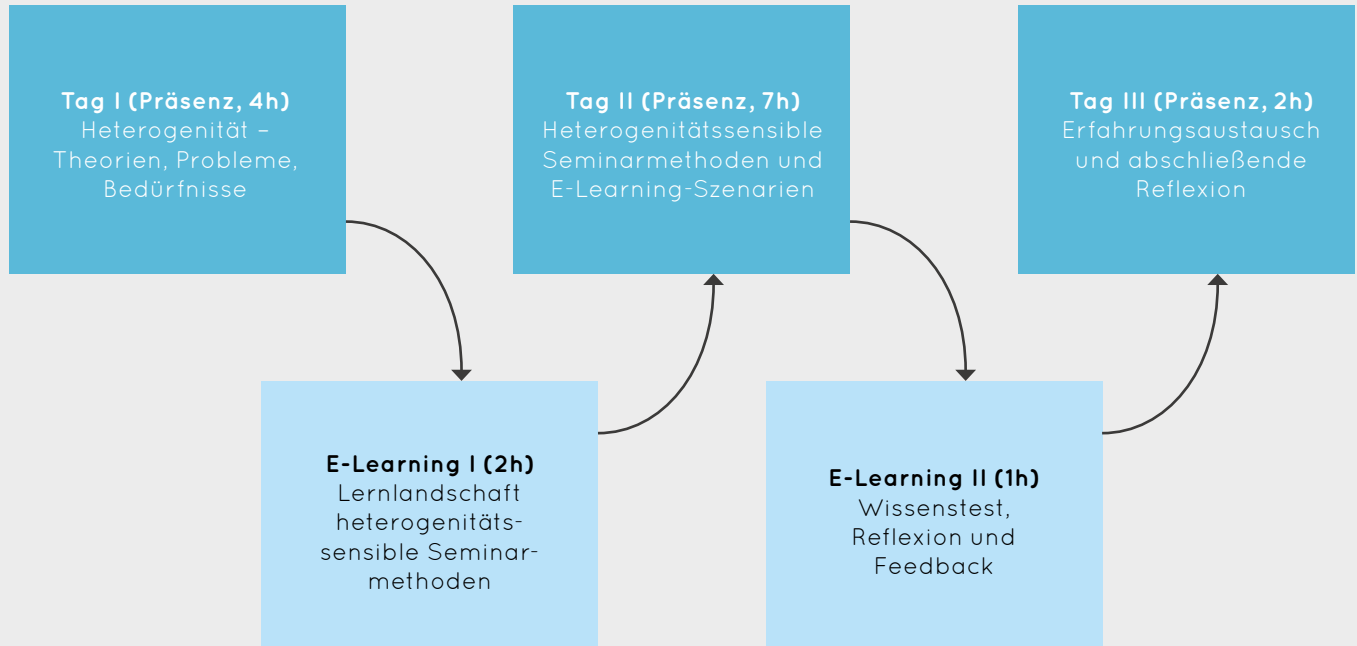 Tag I (Präsenz, 4h)
Heterogenität –
Theorien, Probleme,
Bedürfnisse
E-Learning I (2h)
Lernlandschaft
heterogenitäts-
sensible Seminar-
methoden
Tag II (Präsenz, 7h)
Heterogenitätssensible
Seminarmethoden und
E-Learning-Szenarien
E-Learning II (1h)
Wissenstest,
Reflexion und
Feedback
Tag III (Präsenz, 2h)
Erfahrungsaustausch
und abschließende
Reflexion